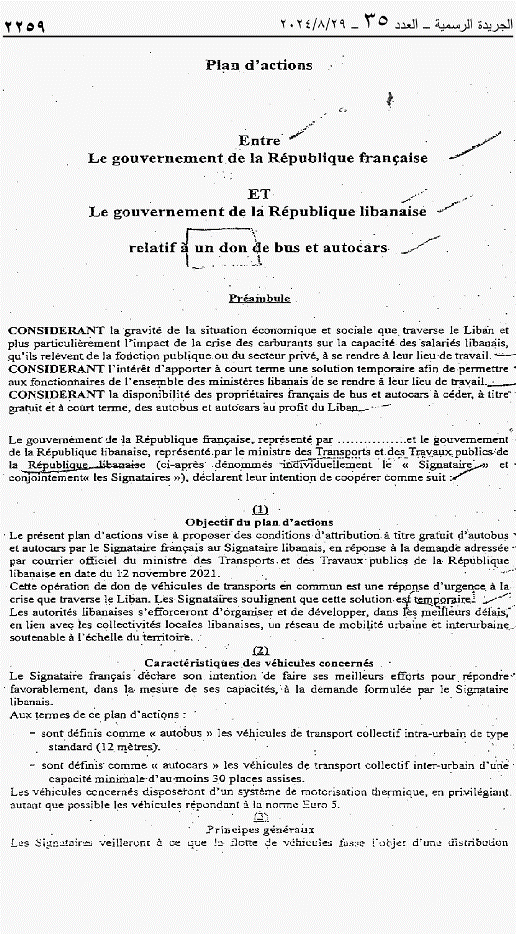 الجريدة الرسمية ـ العدد ٣٥ ـ ٢٠٢٤/٨/٢٩
٢٢٥٩
Plan d’actions
Entre
Le gouvernement de la République française
ET
Le gouvernement de la République libanaise
relatif à un don de bus et autocars
Préambule
CONSIDERANT la gravité de la situation économique et sociale que traverse le Liban et
plus particulièrement l’impact de la crise des carburants sur la capacité des salariés libanais,
qu’ils relèvent de la fonction publique ou du secteur privé, à se rendre à leur lieu de travail.
CONSIDERANT l’intérêt d’apporter à court terme une solution temporaire afin de permettre
aux fonctionnaires de l’ensemble des ministères libanais de se rendre à leur lieu de travail.
CONSIDERANT la disponibilité des propriétaires français de bus et autocars à céder, à titre
gratuit et à court terme, des autobus et autocars au profit du Liban.
Le gouvernement de la République française, représenté par ................et le gouvernement
de la République libanaise, représenté par le ministre des Transports et des Travaux publics de
la République libanaise (ci-après dénommés individuellement le « Signataire » et
conjointement« les Signataires »), déclarent leur intention de coopérer comme suit :
(1)
Objectif du plan d’actions
Le présent plan d’actions vise à proposer des conditions d’attribution à titre gratuit d’autobus
et autocars par le Signataire français au Signataire libanais, en réponse à la demande adressée
par courrier officiel du ministre des Transports et des Travaux publics de la République
libanaise en date du 12 novembre 2021.
Cette opération de don de véhicules de transports en commun est une réponse d’urgence à la
crise que traverse le Liban. Les Signataires soulignent que cette solution est temporaire.
Les autorités libanaises s’efforceront d’organiser et de développer, dans les meilleurs délais,
en lien avec les collectivités locales libanaises, un réseau de mobilité urbaine et interurbaine
soutenable à l’échelle du territoire.
(2)
Caractéristiques des véhicules concernés
Le Signataire français déclare son intention de faire ses meilleurs efforts pour répondre
favorablement, dans la mesure de ses capacités, à la demande formulée par le Signataire
libanais.
Aux termes de ce plan d’actions :
– sont définis comme « autobus » les véhicules de transport collectif intra-urbain de type
standard (12 mètres).
– sont définis comme « autocars » les véhicules de transport collectif inter-urbain d’une
capacité minimale d’au moins 30 places assises.
Les véhicules concernés disposeront d’un système de motorisation thermique, en privilégiant
autant que possible les véhicules répondant à la norme Euro 5.
(3)
Principes généraux
Les Signataires veilleront à ce que la flotte de véhicules fasse l’objet d’une distribution